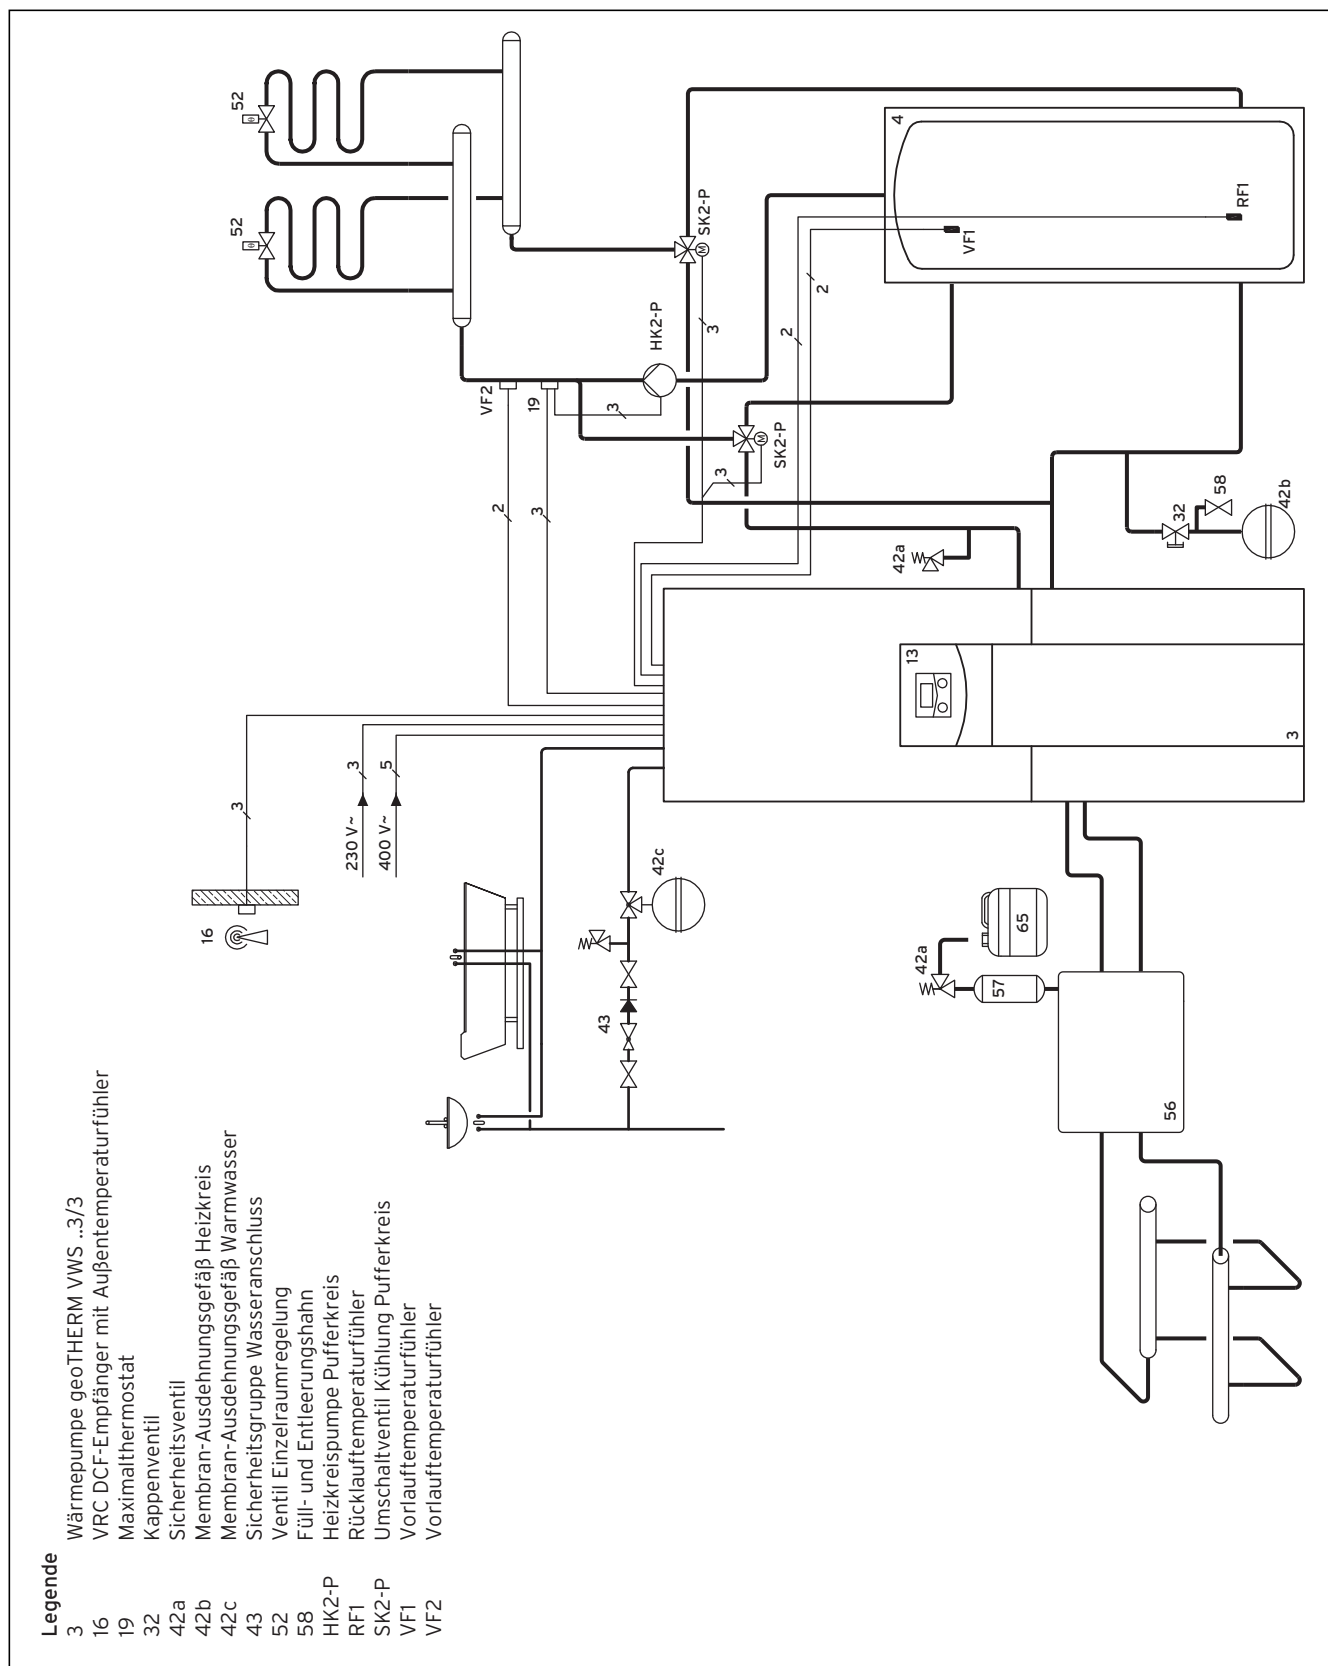 Legende
3 Wärmepumpe geoTHERM VWS ..3/3
16 VRC DCF-Empfänger mit Außentemperaturfühler
19 Maximalthermostat
32 Kappenventil
42a Sicherheitsventil
42b Membran-Ausdehnungsgefäß Heizkreis
42c Membran-Ausdehnungsgefäß Warmwasser
43 Sicherheitsgruppe Wasseranschluss
52 Ventil Einzelraumregelung
58 Füll- und Entleerungshahn
HK2-P Heizkreispumpe Pufferkreis
RF1 Rücklauftemperaturfühler
SK2-P Umschaltventil Kühlung Pufferkreis
VF1 Vorlauftemperaturfühler
VF2 Vorlauftemperaturfühler
16
3
230 V~
3
400 V~
5
52
52
VF2
19
2
3
3
HK2-P
SK2-P
M
3
SK2-P
M
3
2
2
4
VF1
RF1
42a
32
58
42b
13
3
43
42c
42a
57
65
56